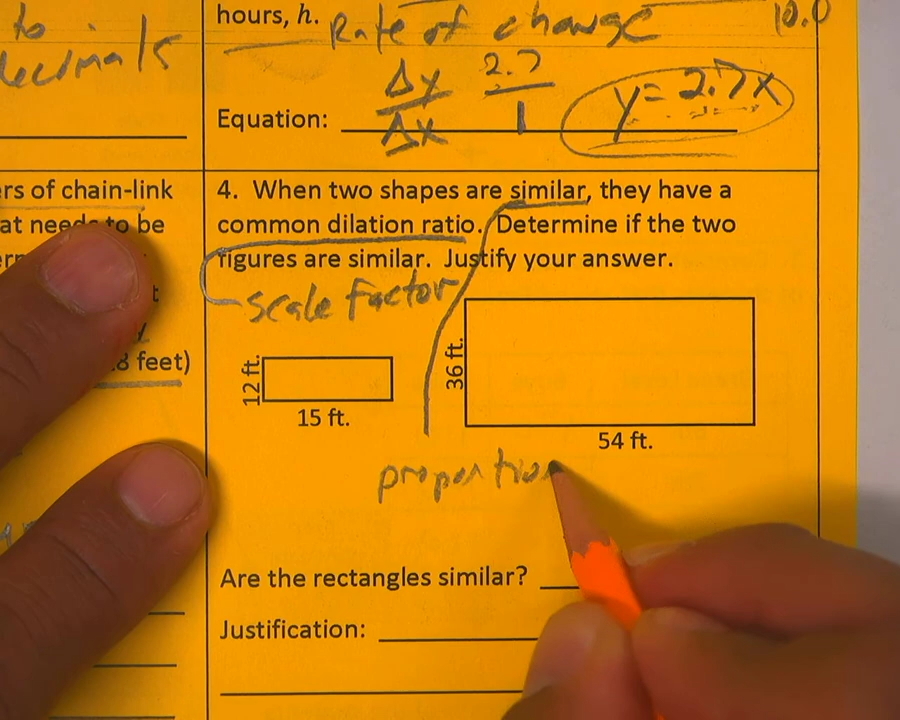 hours, h.
Rate of change
10.0
to
decimals
Δy 2.7
Δx 1
y = 2.7x
Equation:
ers of chain-link
at needs to be
t
.8 feet)
4. When two shapes are similar, they have a
common dilation ratio. Determine if the two
figures are similar. Justify your answer.
scale factor
12 ft.
15 ft.
36 ft.
54 ft.
proportion
Are the rectangles similar?
Justification: